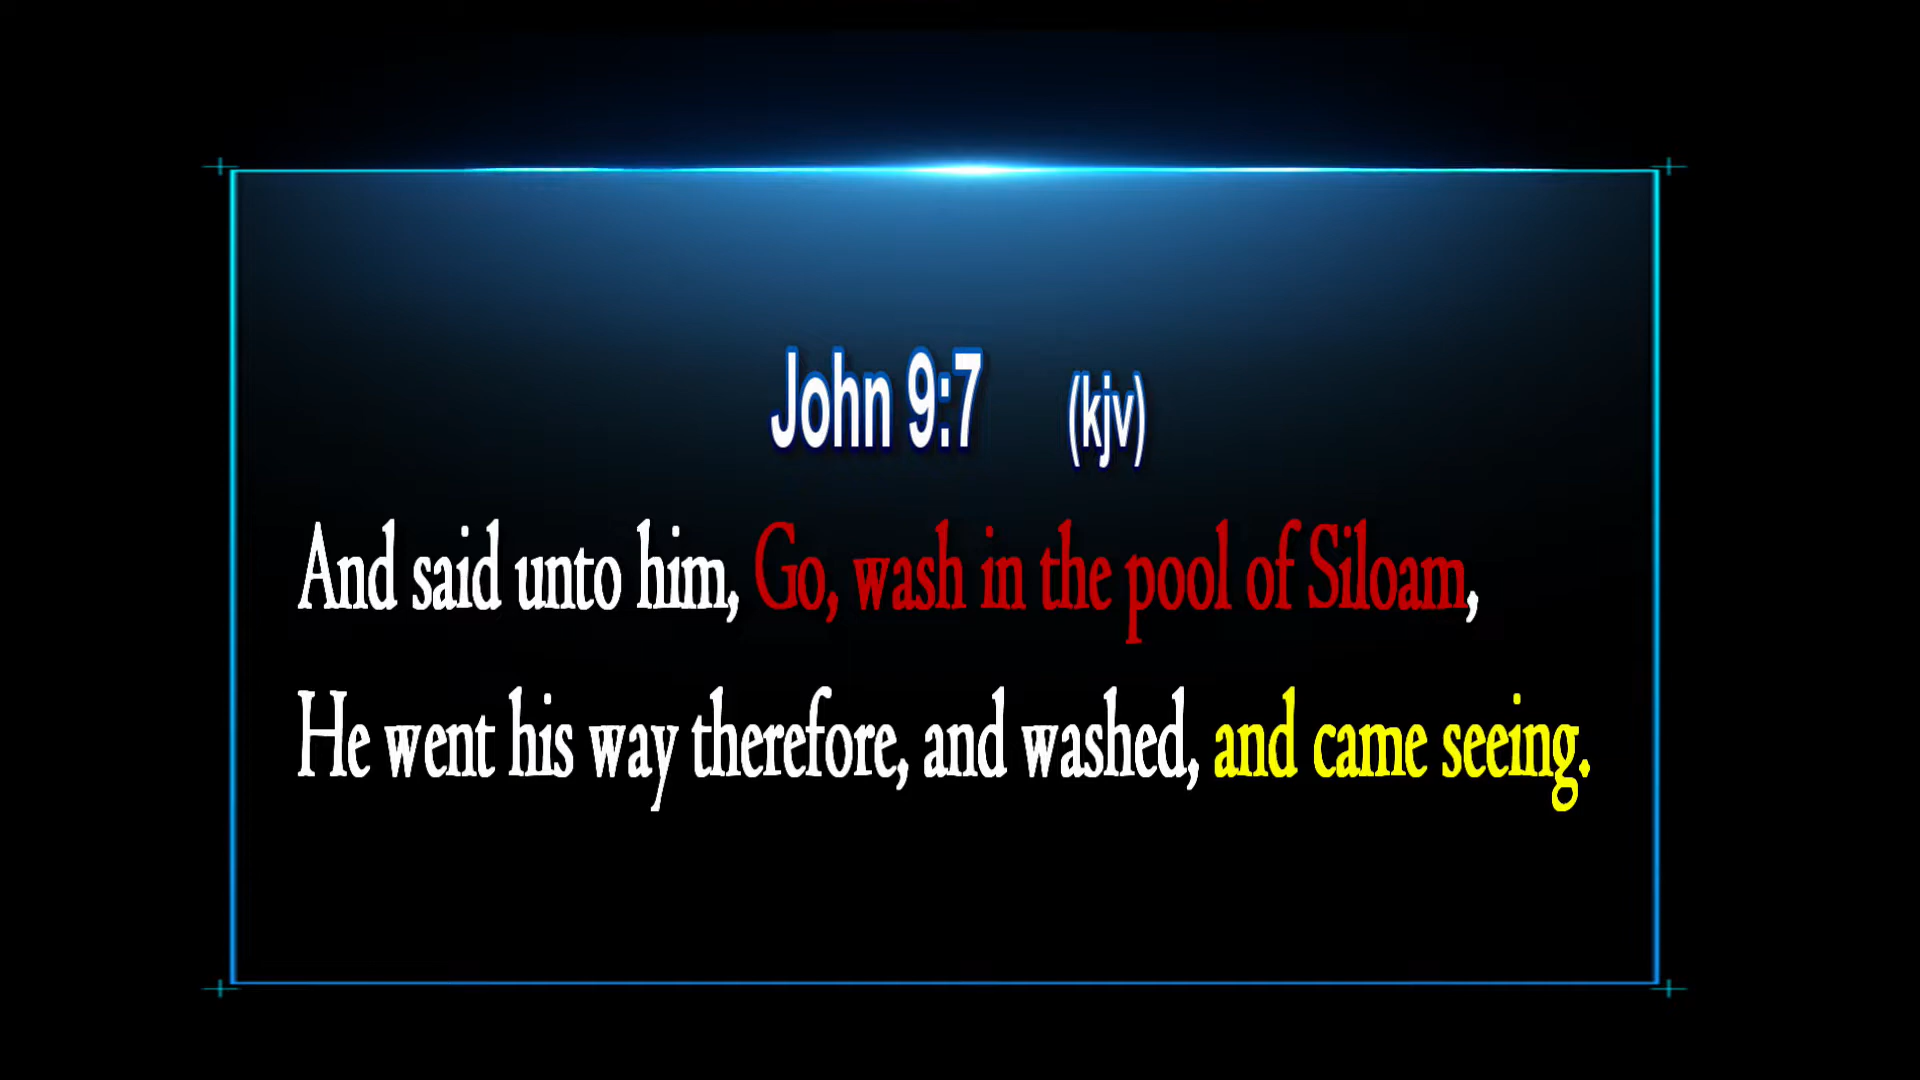 John 9:7 (kjv)
And said unto him, Go, wash in the pool of Siloam,
He went his way therefore, and washed, and came seeing.